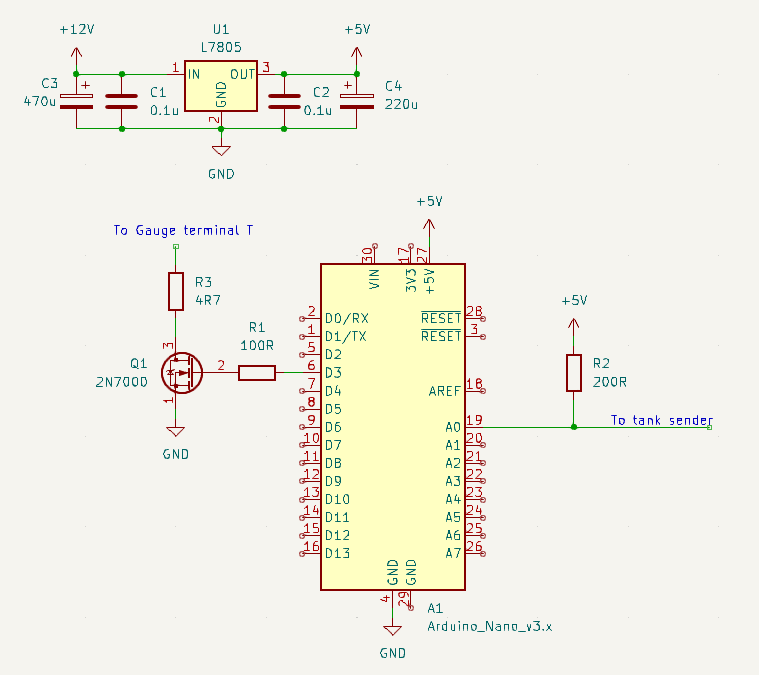 +12V
U1
L7805
+5V
C3
470u
+
C1
0.1u
1
IN
OUT
GND
2
3
C2
0.1u
+
C4
220u
GND
To Gauge terminal T
R3
4R7
3
Q1
2N7000
2
1
GND
R1
100R
+5V
30
VIN
17
3V3
27
+5V
2 D0/RX
1 D1/TX
5 D2
6 D3
7 D4
8 D5
9 D6
10 D7
11 D8
12 D9
13 D10
14 D11
15 D12
16 D13
RESET 28
RESET 3
AREF 18
A0 19
A1 20
A2 21
A3 22
A4 23
A5 24
A6 25
A7 26
GND
4
GND
29
A1
Arduino_Nano_v3.x
GND
+5V
R2
200R
To tank sender